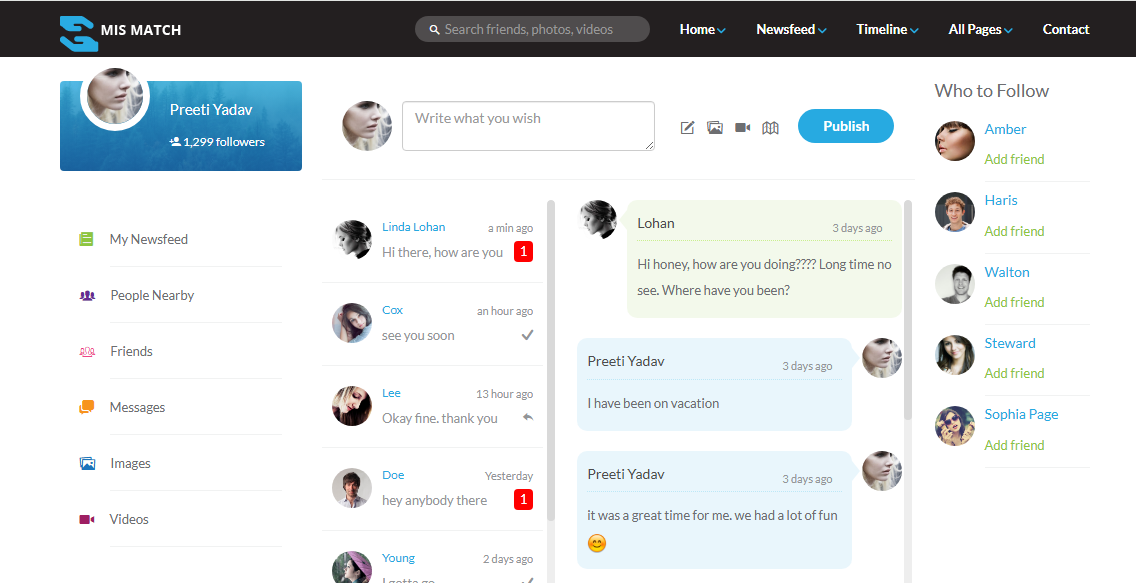 MIS MATCH
Search friends, photos, videos
Home
Newsfeed
Timeline
All Pages
Contact
Preeti Yadav
1,299 followers
My Newsfeed
People Nearby
Friends
Messages
Images
Videos
Write what you wish
Publish
Linda Lohan
a min ago
Hi there, how are you
1
Cox
an hour ago
see you soon
Lee
13 hour ago
Okay fine. thank you
Doe
Yesterday
hey anybody there
1
Young
2 days ago
Lohan
3 days ago
Hi honey, how are you doing???? Long time no
see. Where have you been?
Preeti Yadav
3 days ago
I have been on vacation
Preeti Yadav
3 days ago
it was a great time for me. we had a lot of fun
Who to Follow
Amber
Add friend
Haris
Add friend
Walton
Add friend
Steward
Add friend
Sophia Page
Add friend